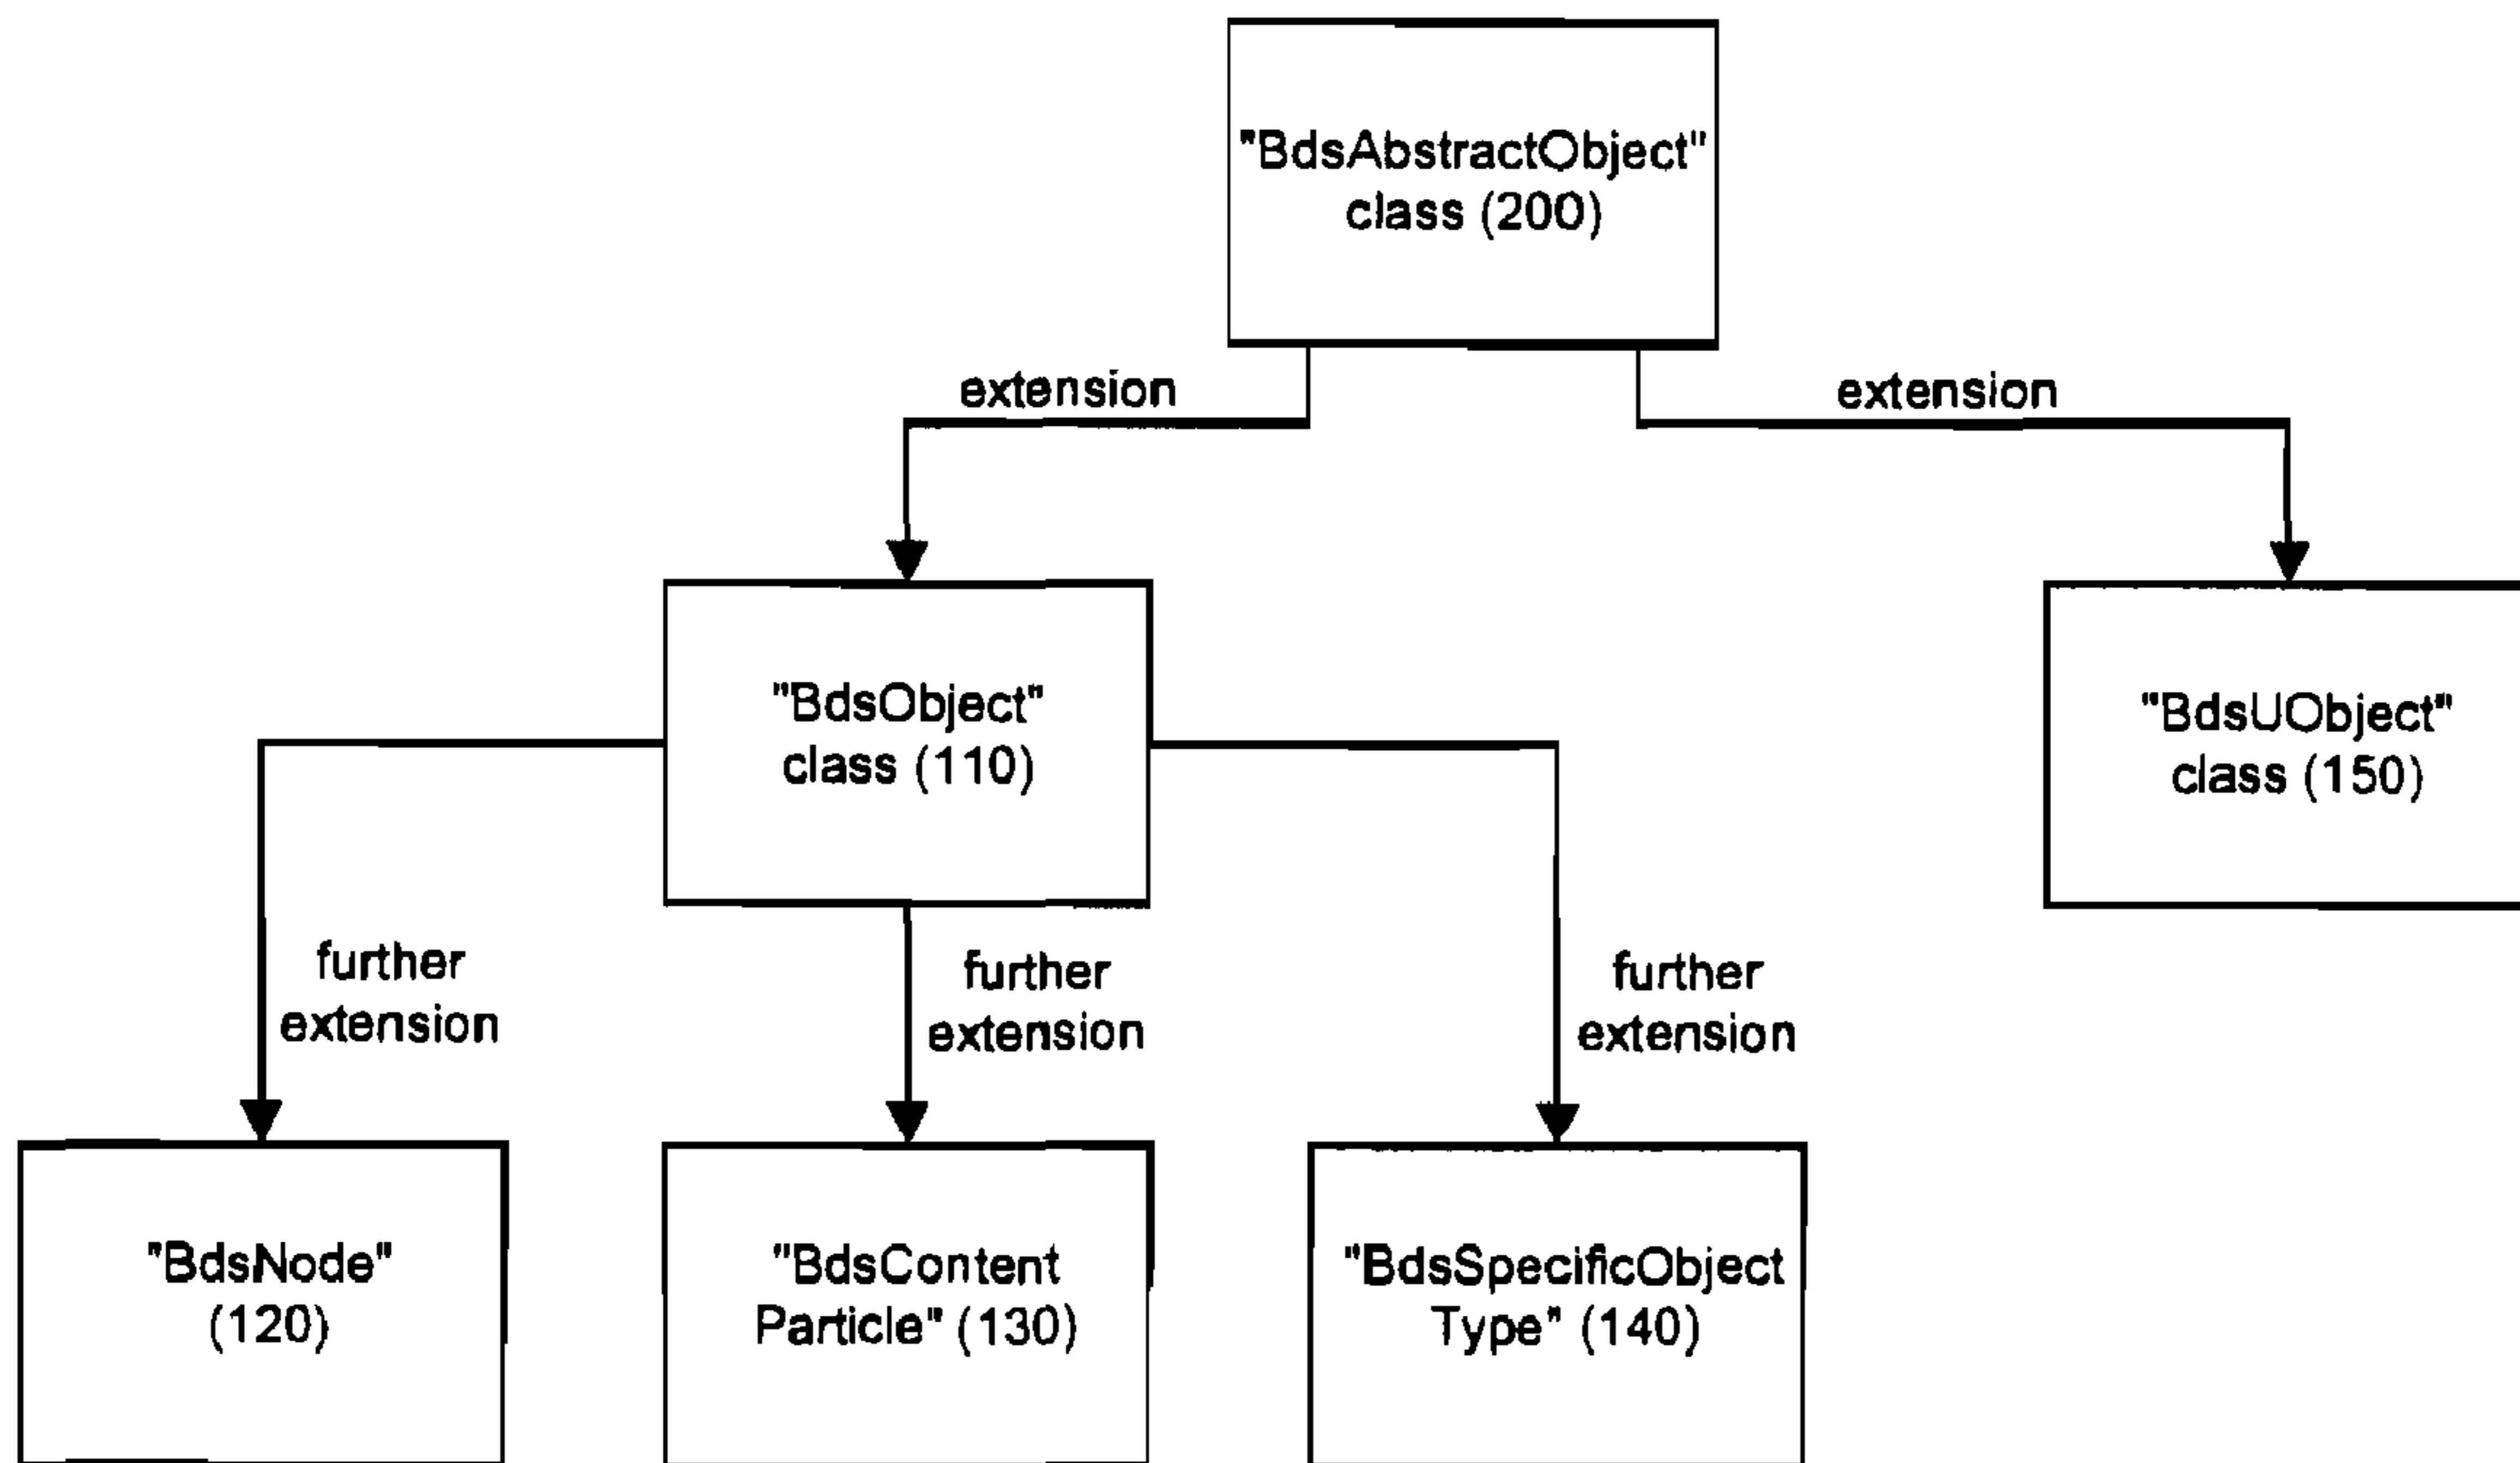 "BdsAbstractObject"
class (200)
extension
extension
"BdsObject"
class (110)
"BdsUObject"
class (150)
further
extension
further
extension
further
extension
"BdsNode"
(120)
"BdsContent
Particle" (130)
"BdsSpecificObject
Type" (140)